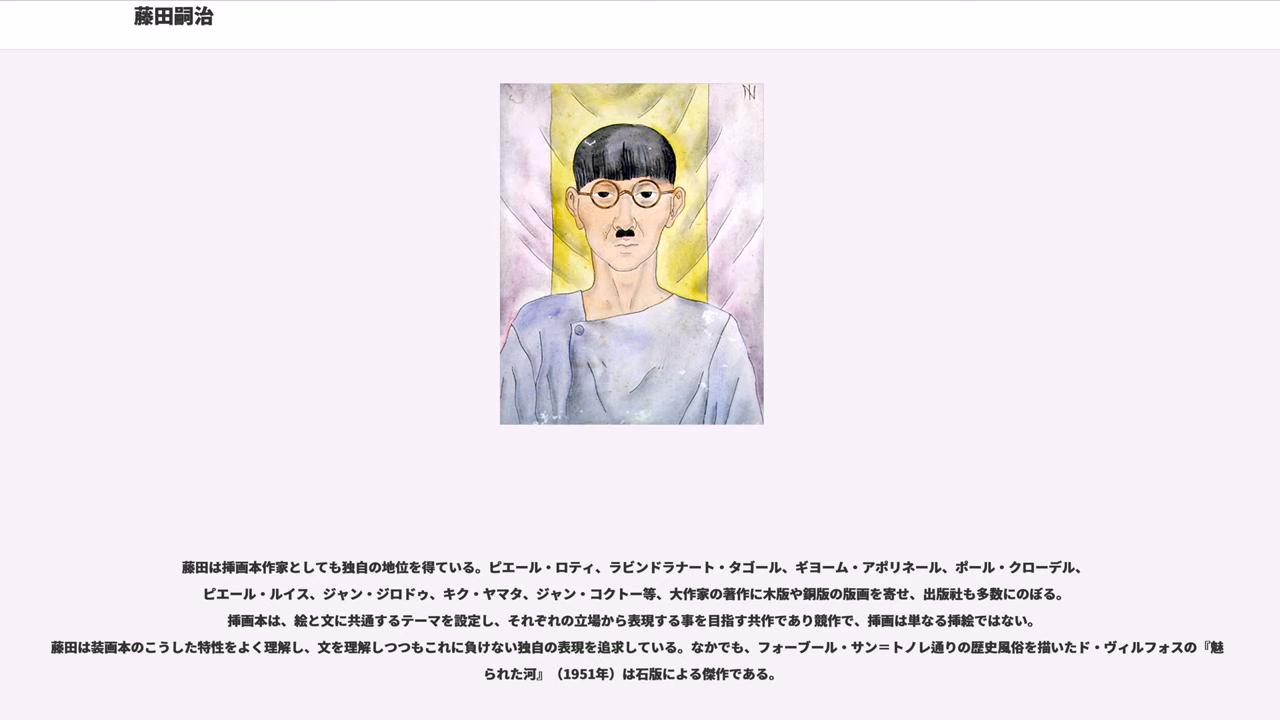 藤田嗣治
藤田は挿画本作家としても独自の地位を得ている。ピエール・ロティ、ラビンドラナート・タゴール、ギヨーム・アポリネール、ポール・クローデル、
ピエール・ルイス、ジャン・ジロドゥ、キク・ヤマタ、ジャン・コクトー等、大作家の著作に木版や銅版の版画を寄せ、出版社も多数にのぼる。
挿画本は、絵と文に共通するテーマを設定し、それぞれの立場から表現する事を目指す共作であり競作で、挿画は単なる挿絵ではない。
藤田は装画本のこうした特性をよく理解し、文を理解しつつもこれに負けない独自の表現を追求している。なかでも、フォーブール・サン＝トノレ通りの歴史風俗を描いたド・ヴィルフォスの『魅
られた河』（1951年）は石版による傑作である。